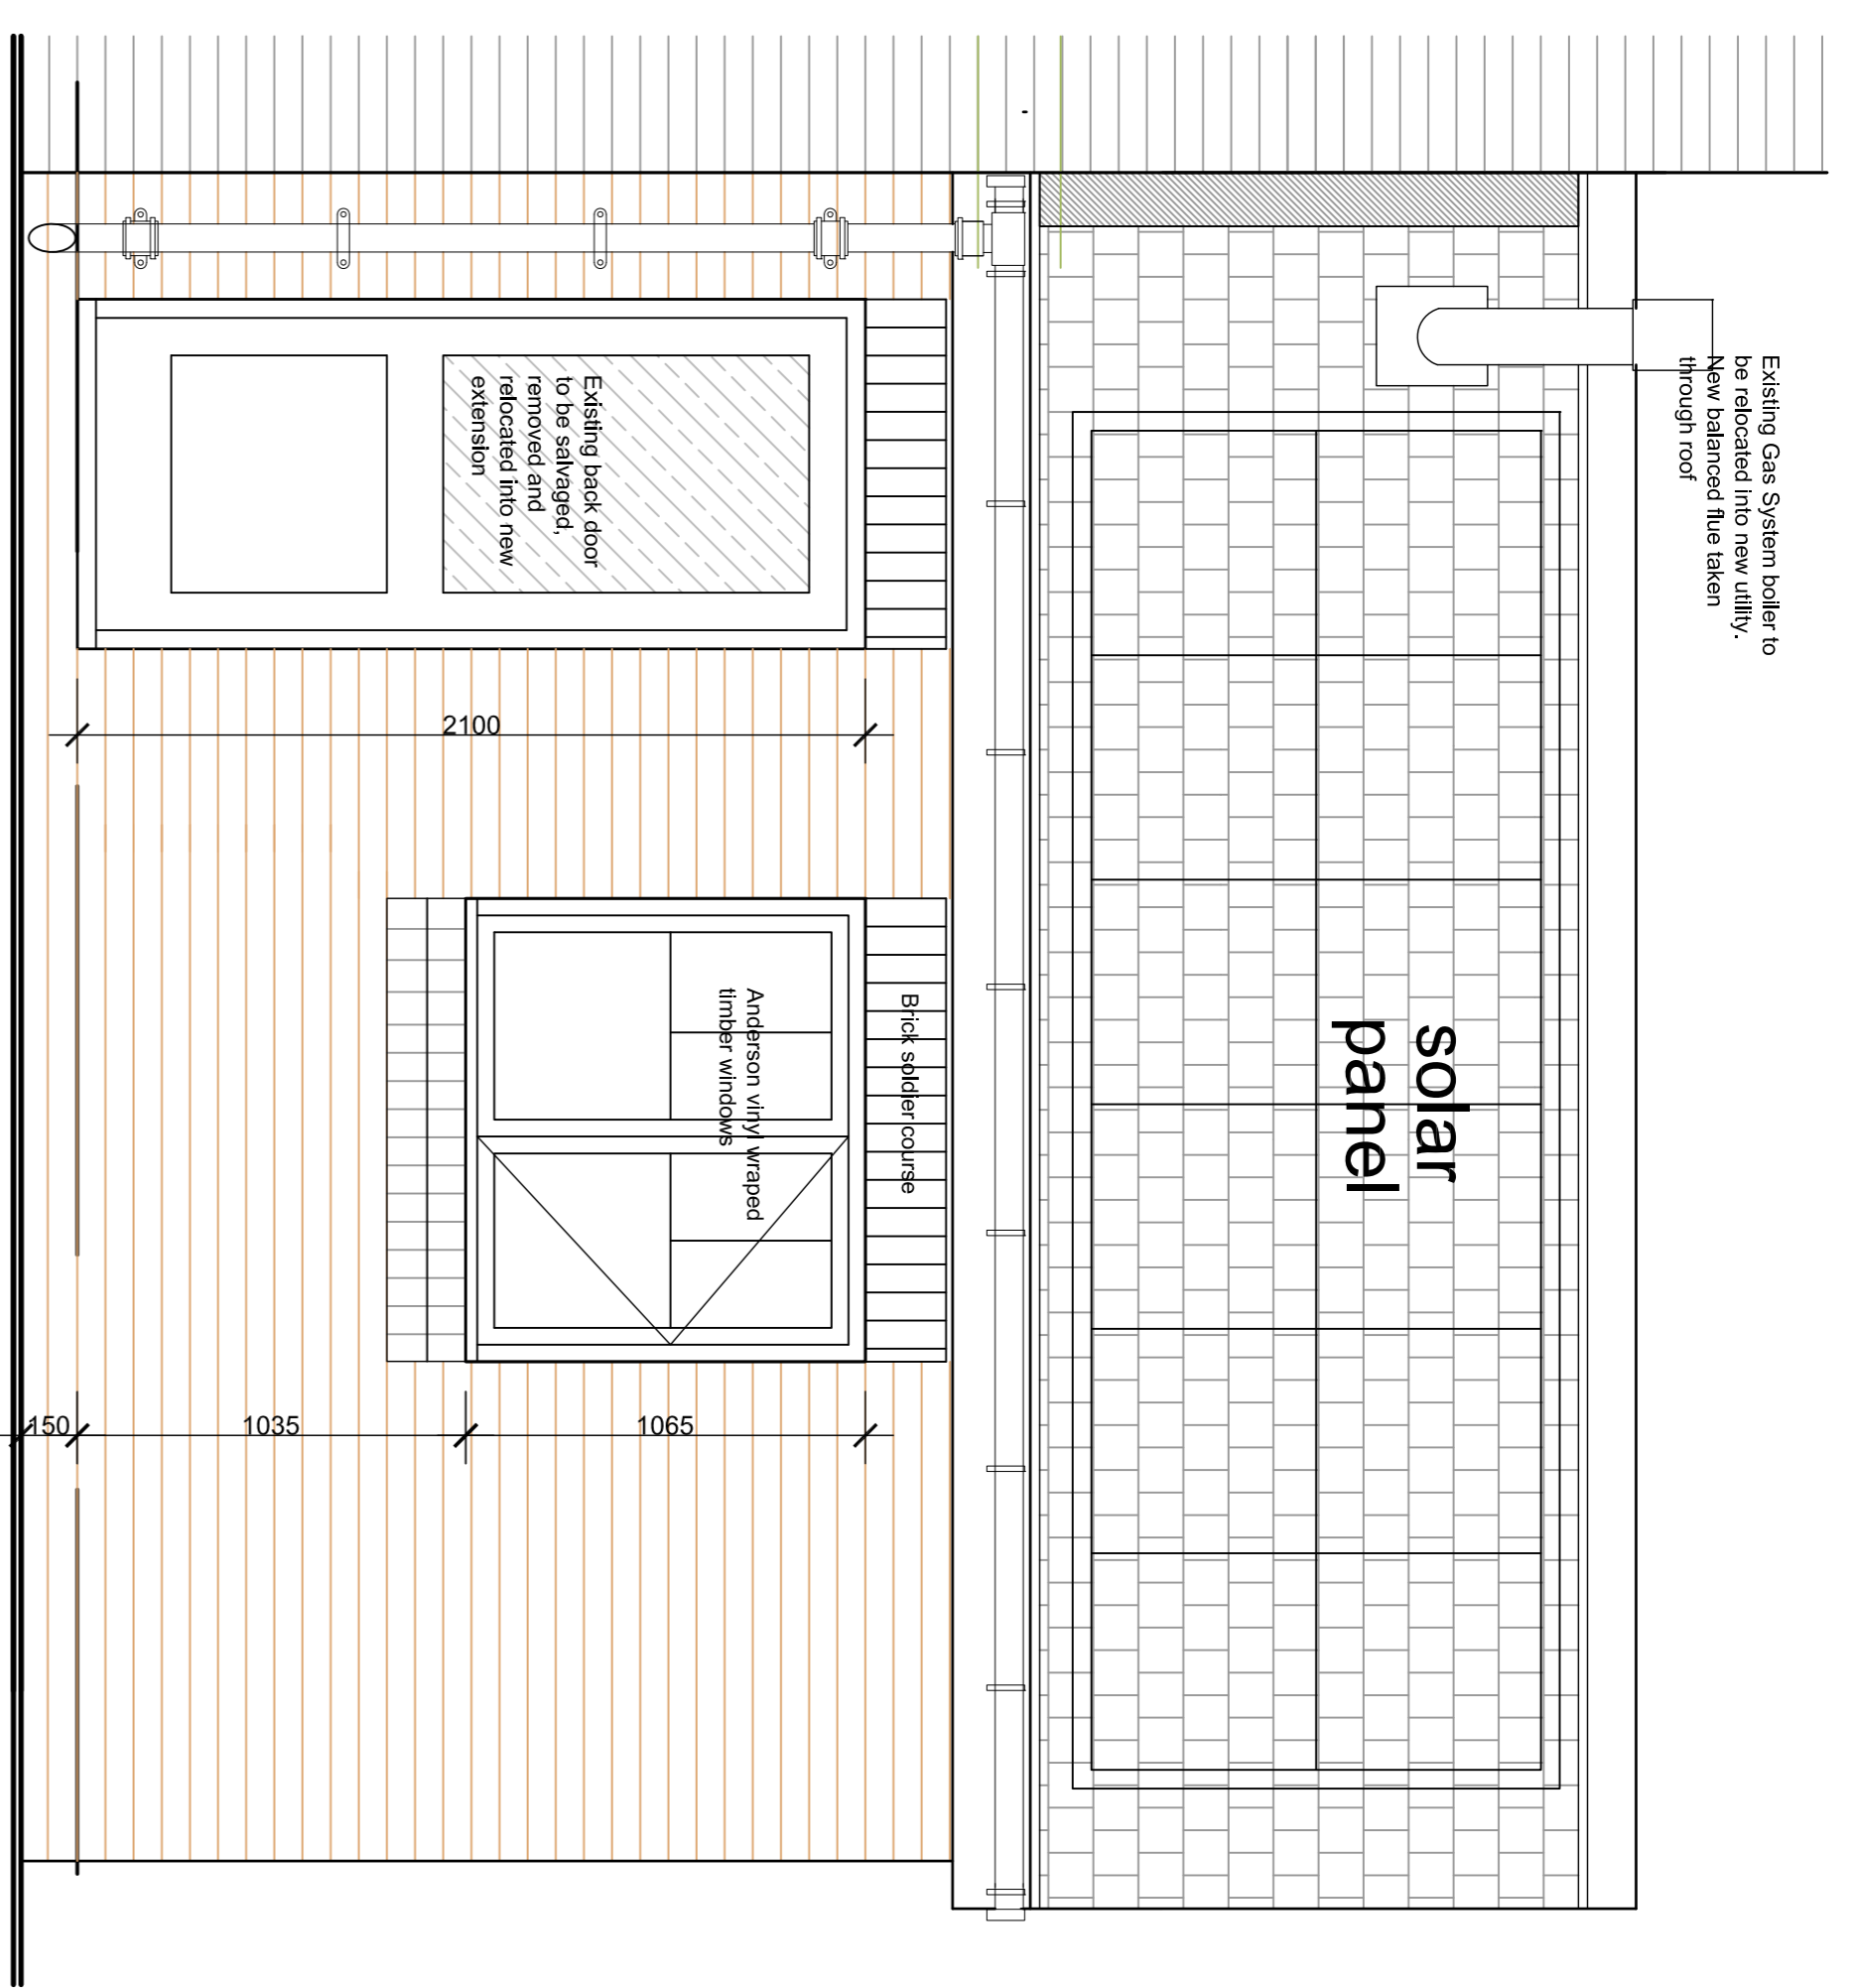 Existing Gas System boiler to
be relocated into new utility.
New balanced flue taken
through roof
solar
panel
Brick soldier course
Anderson vinyl wraped
timber windows
Existing back door
to be salvaged,
removed and
relocated into new
extension
2100
1065
1035
150